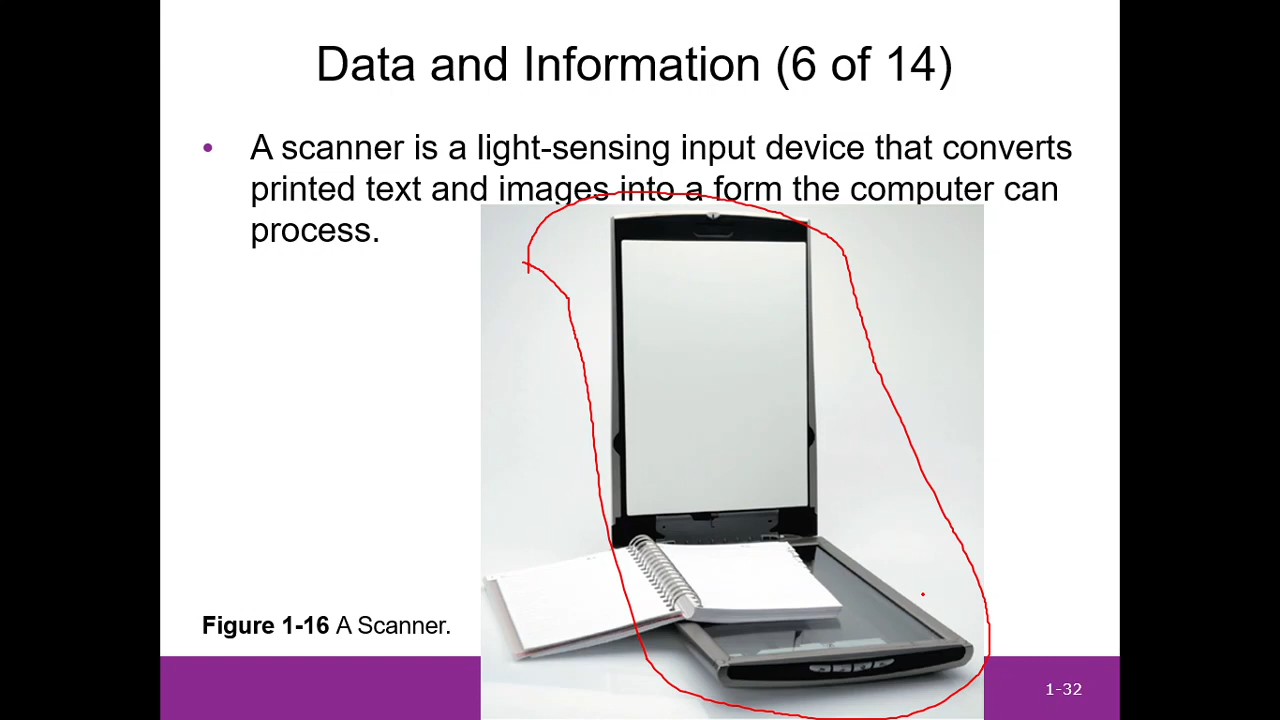 Data and Information (6 of 14)
• A scanner is a light-sensing input device that converts
printed text and images into a form the computer can
process.
Figure 1-16 A Scanner.
1-32